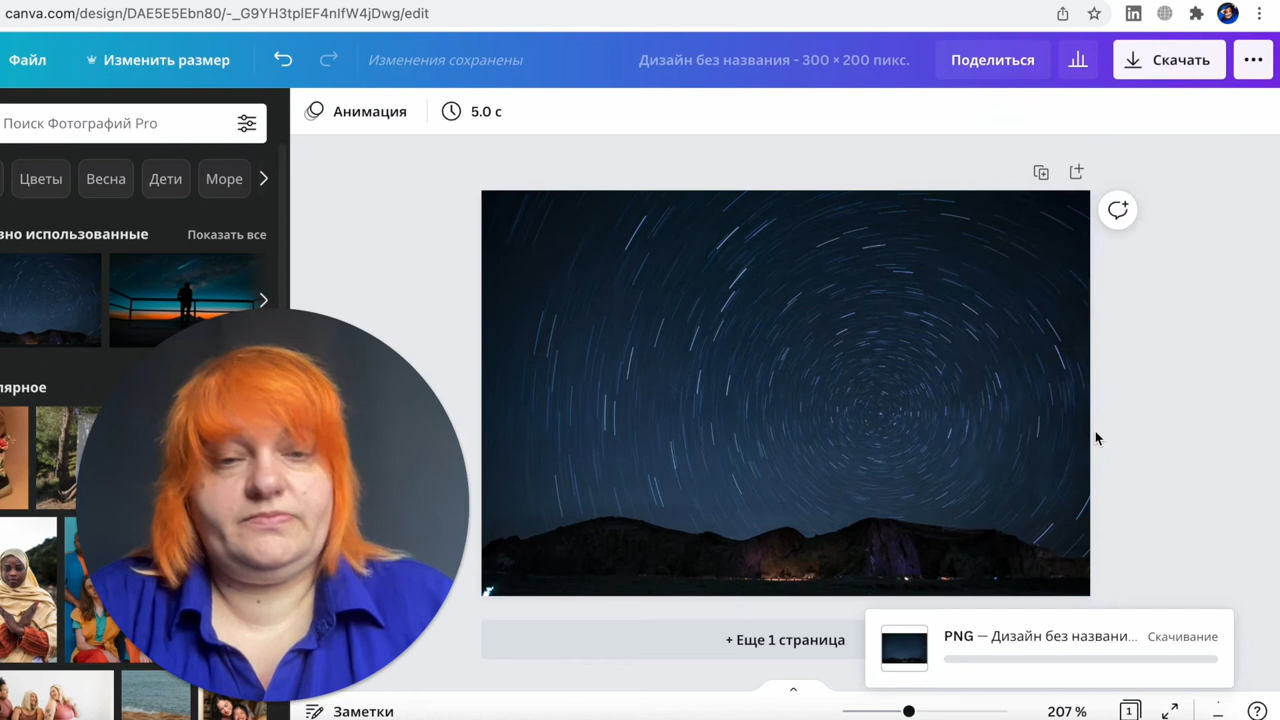 canva.com/design/DAE5E5Ebn80/-_G9YH3tplEF4nIfW4jDwg/edit
Файл
Изменить размер
Изменения сохранены
Дизайн без названия - 300 × 200 пикс.
Поделиться
Скачать
Поиск Фотографий Pro
Анимация
5.0 с
Цветы
Весна
Дети
Море
вно использованные
Показать все
лярное
+ Еще 1 страница
PNG — Дизайн без названи...
Скачивание
Заметки
207 %
1